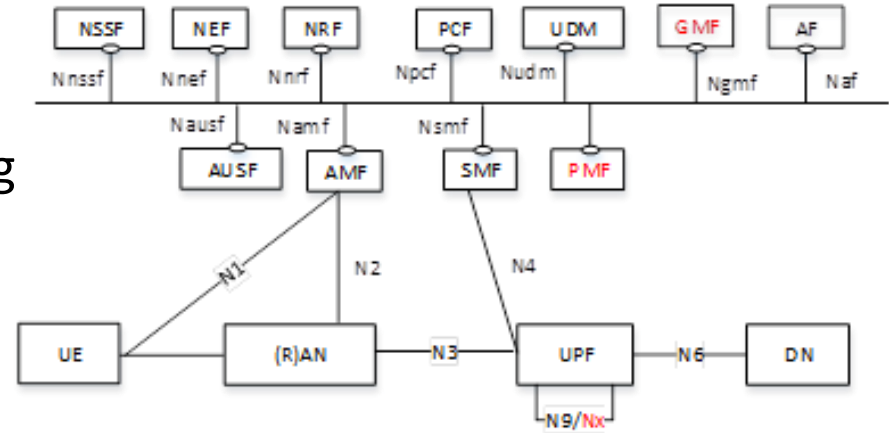 NSSF NEF NRF PCF UDM GMF AF
Nnssf Nnef Nnrf Npcf Nudm Ngmf Naf
Nausf Namf Nsmf
g
AUSF AMF SMF PMF
N1 N2 N4
UE (R)AN N3 UPF N6 DN
N9/Nx